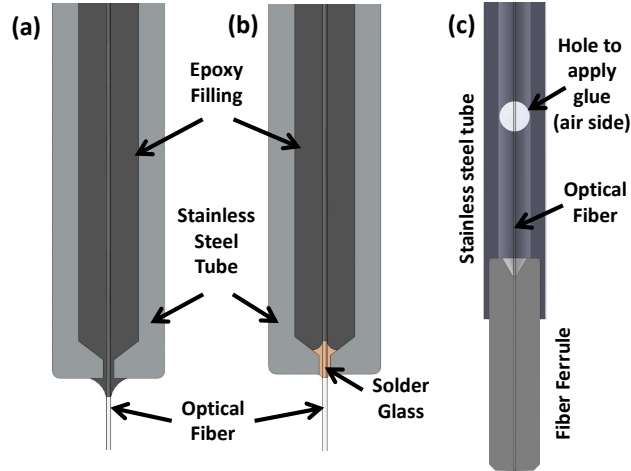 (a)
(b)
(c)
Epoxy
Filling
Stainless
Steel
Tube
Optical
Fiber
Solder
Glass
Hole to
apply
glue
(air side)
Stainless steel tube
Optical
Fiber
Fiber Ferrule